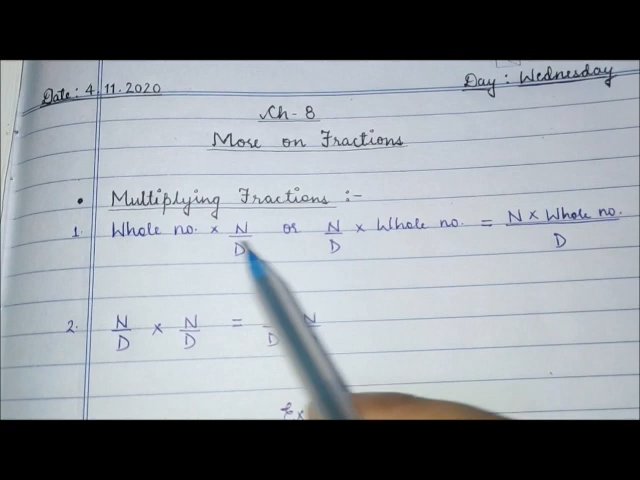 Date: 4.11.2020
Day: Wednesday
Ch-8
More on Fractions
• Multiplying Fractions :-
1. Whole no. × N/D or N/D × Whole no. = N × Whole no./D
2. N/D × N/D =